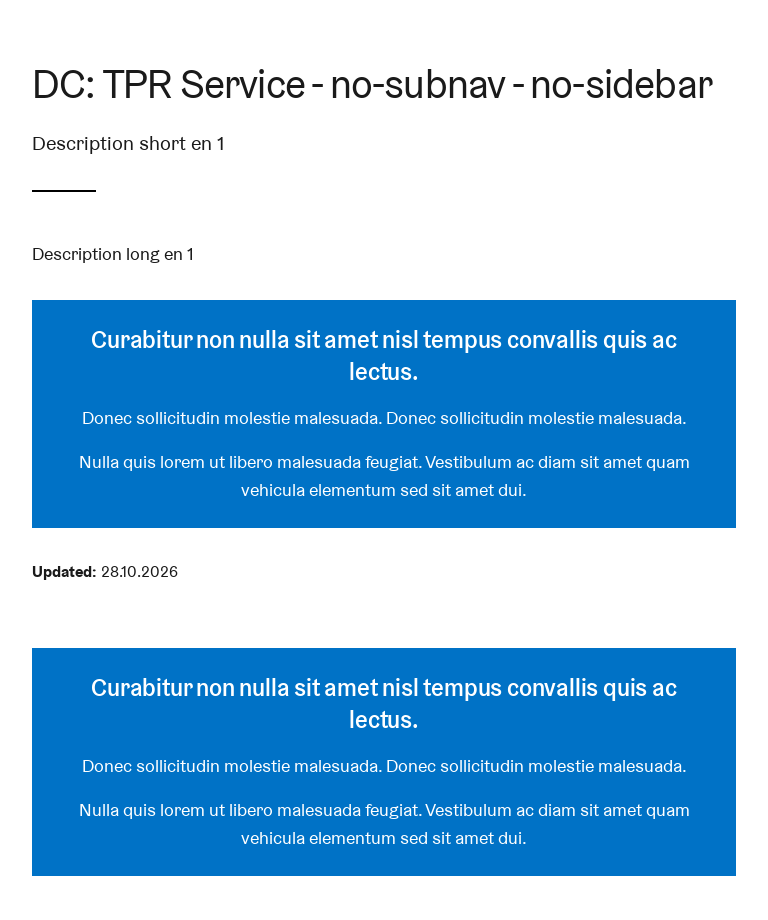 DC: TPR Service - no-subnav - no-sidebar
Description short en 1
Description long en 1
Curabitur non nulla sit amet nisl tempus convallis quis ac
lectus.
Donec sollicitudin molestie malesuada. Donec sollicitudin molestie malesuada.
Nulla quis lorem ut libero malesuada feugiat. Vestibulum ac diam sit amet quam
vehicula elementum sed sit amet dui.
Updated: 28.10.2026
Curabitur non nulla sit amet nisl tempus convallis quis ac
lectus.
Donec sollicitudin molestie malesuada. Donec sollicitudin molestie malesuada.
Nulla quis lorem ut libero malesuada feugiat. Vestibulum ac diam sit amet quam
vehicula elementum sed sit amet dui.